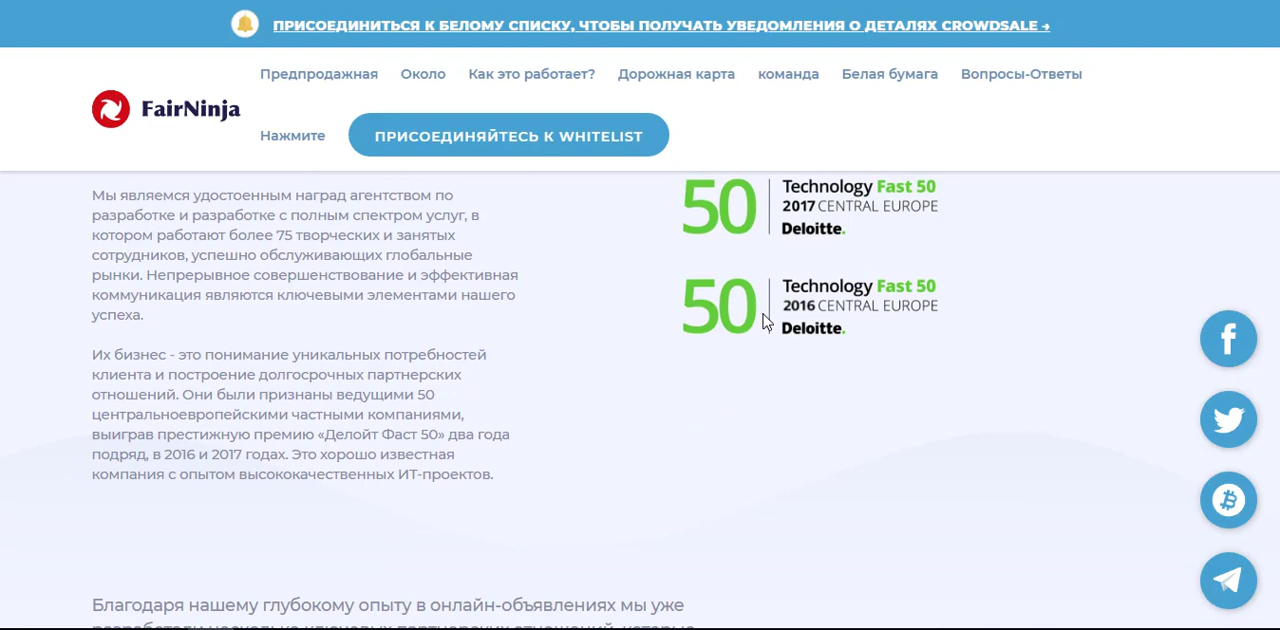 ПРИСОЕДИНИТЬСЯ К БЕЛОМУ СПИСКУ, ЧТОБЫ ПОЛУЧАТЬ УВЕДОМЛЕНИЯ О ДЕТАЛЯХ CROWDSALE →
Предпродажная Около Как это работает? Дорожная карта команда Белая бумага Вопросы-Ответы
FairNinja
Нажмите ПРИСОЕДИНЯЙТЕСЬ К WHITELIST
Мы являемся удостоенным наград агентством по
разработке и разработке с полным спектром услуг, в
котором работают более 75 творческих и занятых
сотрудников, успешно обслуживающих глобальные
рынки. Непрерывное совершенствование и эффективная
коммуникация являются ключевыми элементами нашего
успеха.
Их бизнес - это понимание уникальных потребностей
клиента и построение долгосрочных партнерских
отношений. Они были признаны ведущими 50
центральноевропейскими частными компаниями,
выиграв престижную премию «Делойт Фаст 50» два года
подряд, в 2016 и 2017 годах. Это хорошо известная
компания с опытом высококачественных ИТ-проектов.
50 Technology Fast 50
2017 CENTRAL EUROPE
Deloitte.
50 Technology Fast 50
2016 CENTRAL EUROPE
Deloitte.
Благодаря нашему глубокому опыту в онлайн-объявлениях мы уже
разработали несколько ключевых партнерских отношений, которые